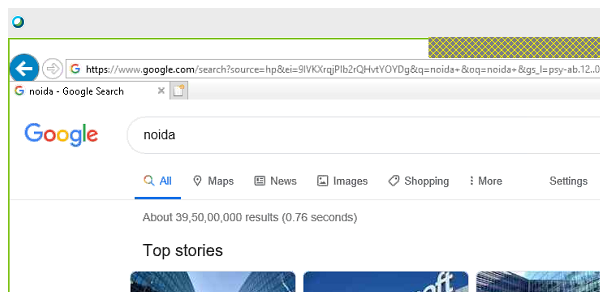 https://www.google.com/search?source=hp&ei=9IVKXrqjPIb2rQHvtYOYDg&q=noida+&oq=noida+&gs_l=psy-ab.12..0
noida - Google Search
Google
noida
All Maps News Images Shopping More Settings
About 39,50,00,000 results (0.76 seconds)
Top stories